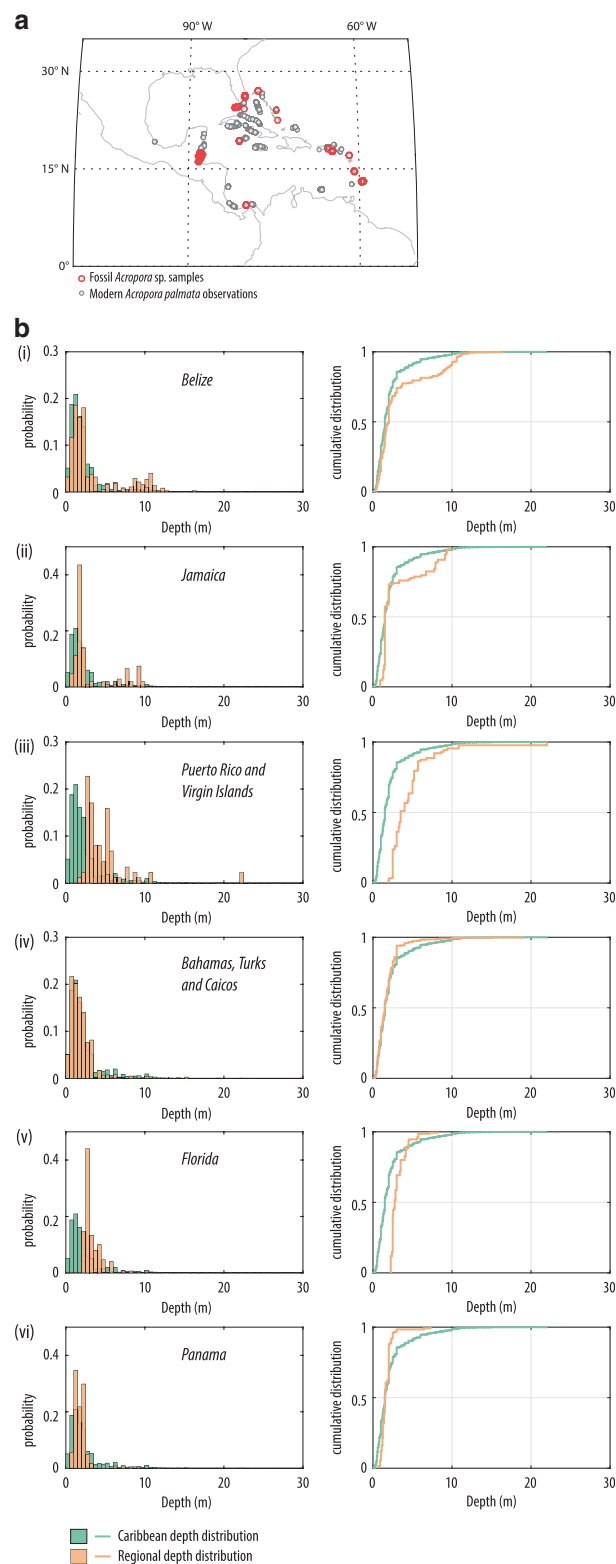 a
90° W
60° W
30° N
15° N
0°
Fossil Acropora sp. samples
Modern Acropora palmata observations
b
(i)
Belize
probability
0.3
0.2
0.1
0
0
10
20
30
Depth (m)
cumulative distribution
1
0.5
0
0
10
20
30
Depth (m)
(ii)
Jamaica
probability
0.4
0.2
0
0
10
20
30
Depth (m)
cumulative distribution
1
0.5
0
0
10
20
30
Depth (m)
(iii)
Puerto Rico and
Virgin Islands
probability
0.3
0.2
0.1
0
0
10
20
30
Depth (m)
cumulative distribution
1
0.5
0
0
10
20
30
Depth (m)
(iv)
Bahamas, Turks
and Caicos
probability
0.3
0.2
0.1
0
0
10
20
30
Depth (m)
cumulative distribution
1
0.5
0
0
10
20
30
Depth (m)
(v)
Florida
probability
0.4
0.2
0
0
10
20
30
Depth (m)
cumulative distribution
1
0.5
0
0
10
20
30
Depth (m)
(vi)
Panama
probability
0.4
0.2
0
0
10
20
30
Depth (m)
cumulative distribution
1
0.5
0
0
10
20
30
Depth (m)
Caribbean depth distribution
Regional depth distribution